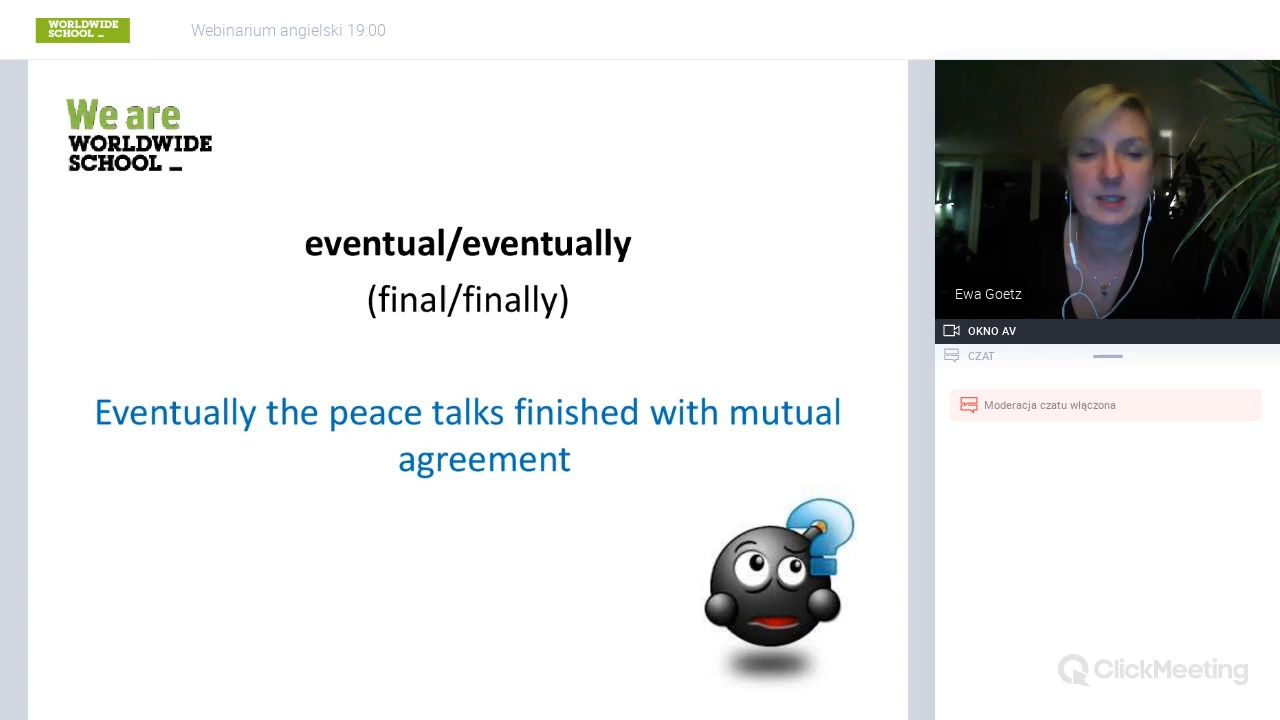 WORLDWIDE
SCHOOL _
Webinarium angielski 19:00
We are
WORLDWIDE
SCHOOL _
eventual/eventually
(final/finally)
Eventually the peace talks finished with mutual
agreement
Ewa Goetz
OKNO AV
CZAT
Moderacja czatu włączona
ClickMeeting